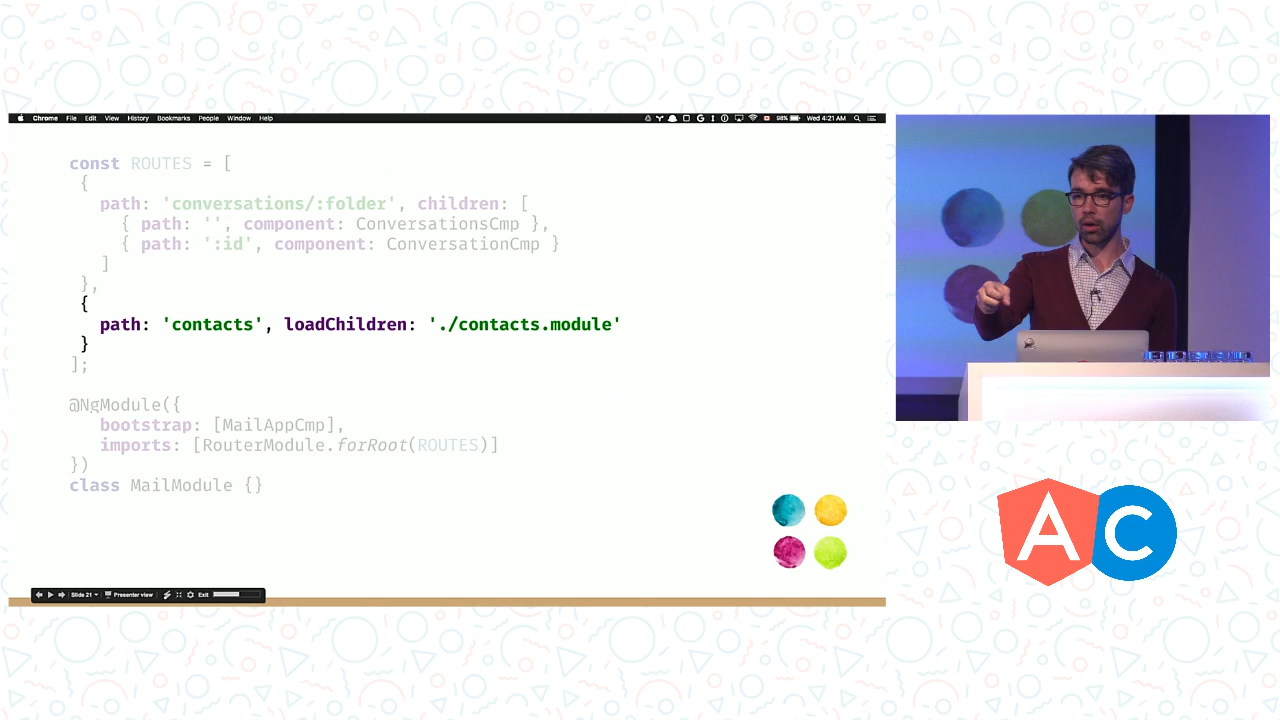 Chrome File Edit View History Bookmarks People Window Help
98% Wed 4:21 AM
const ROUTES = [
{
path: 'conversations/:folder', children: [
{ path: '', component: ConversationsCmp },
{ path: ':id', component: ConversationCmp }
]
},
{
path: 'contacts', loadChildren: './contacts.module'
}
];
@NgModule({
bootstrap: [MailAppCmp],
imports: [RouterModule.forRoot(ROUTES)]
})
class MailModule {}
Slide 21 Presenter view Exit
AC